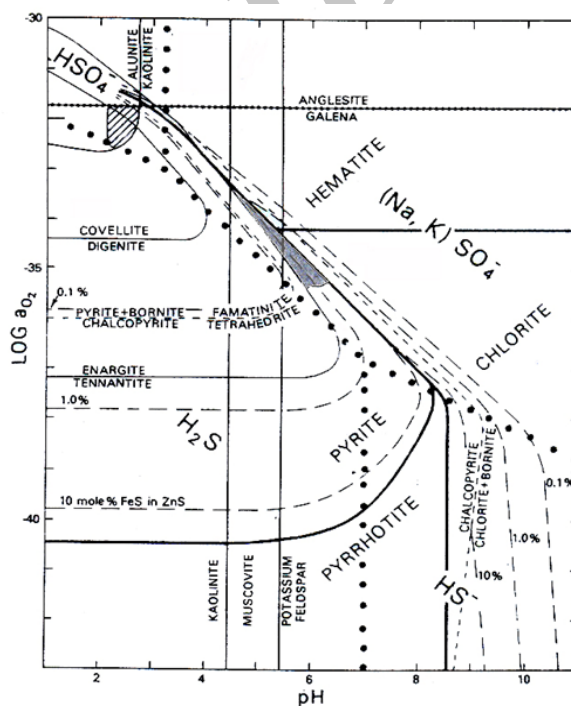 -30
ALUNITE
KAOLINITE
HSO₄⁻
ANGLESITE
GALENA
HEMATITE
(Na, K) SO₄⁻
COVELLITE
DIGENITE
-35
LOG a₀₂
0.1%
PYRITE+BORNITE
CHALCOPYRITE
FAMATINITE
TETRAHEDRITE
CHLORITE
ENARGITE
TENNANTITE
1.0%
H₂S
PYRITE
10 mole % FeS in ZnS
-40
PYRRHOTITE
CHALCOPYRITE
CHLORITE+BORNITE
0.1%
1.0%
10%
HS⁻
KAOLINITE
MUSCOVITE
POTASSIUM
FELDSPAR
2 4 6 8 10
pH